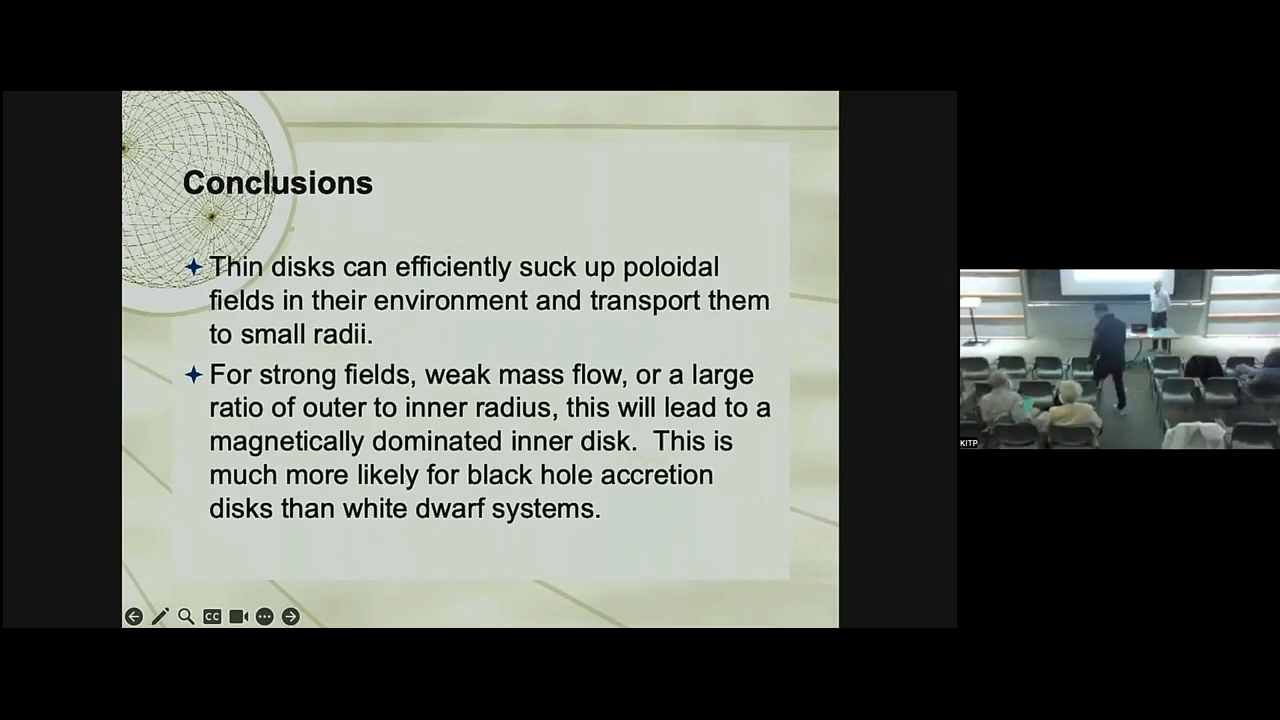 Conclusions
Thin disks can efficiently suck up poloidal
fields in their environment and transport them
to small radii.
For strong fields, weak mass flow, or a large
ratio of outer to inner radius, this will lead to a
magnetically dominated inner disk.  This is
much more likely for black hole accretion
disks than white dwarf systems.
CC
KITP